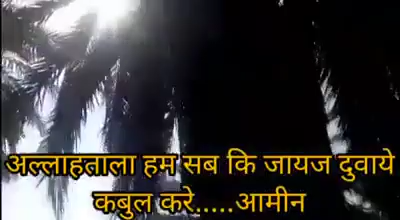 अल्लाहताला हम सब कि जायज दुवाये
कबुल करे.....आमीन